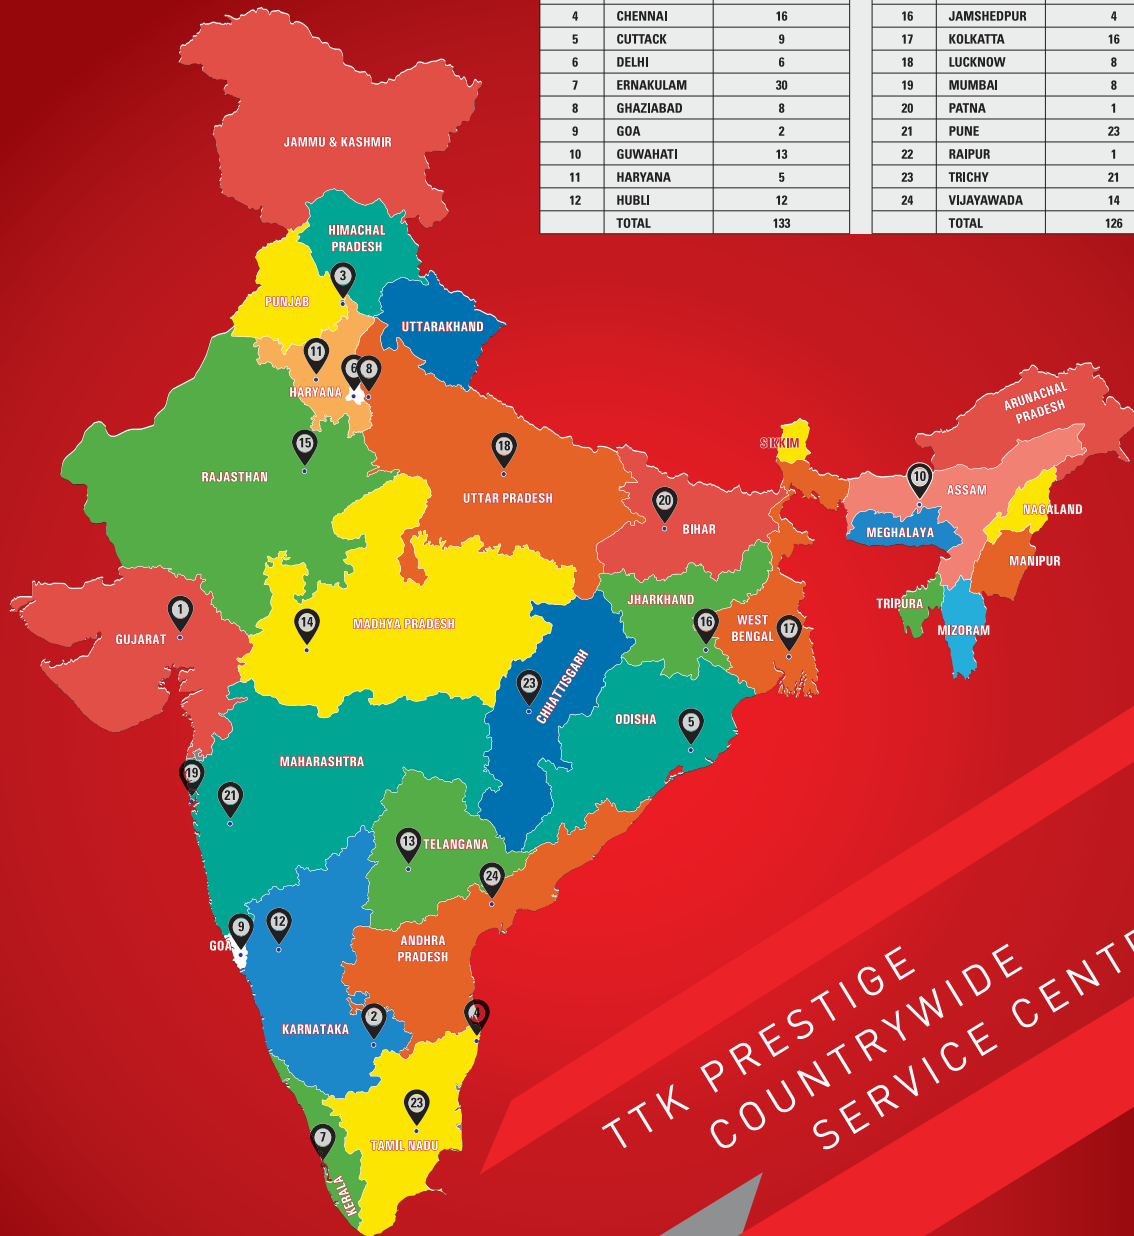 4 CHENNAI 16
5 CUTTACK 9
6 DELHI 6
7 ERNAKULAM 30
8 GHAZIABAD 8
9 GOA 2
10 GUWAHATI 13
11 HARYANA 5
12 HUBLI 12
TOTAL 133
16 JAMSHEDPUR 4
17 KOLKATTA 16
18 LUCKNOW 8
19 MUMBAI 8
20 PATNA 1
21 PUNE 23
22 RAIPUR 1
23 TRICHY 21
24 VIJAYAWADA 14
TOTAL 126
JAMMU & KASHMIR
HIMACHAL
PRADESH
3
PUNJAB
UTTARAKHAND
11
6
8
HARYANA
ARUNACHAL
PRADESH
15
18
SIKKIM
RAJASTHAN
UTTAR PRADESH
10
ASSAM
20
BIHAR
NAGALAND
MEGHALAYA
MANIPUR
JHARKHAND
TRIPURA
MIZORAM
1
GUJARAT
14
MADHYA PRADESH
16
WEST
BENGAL
17
23
CHHATTISGARH
ODISHA
5
MAHARASHTRA
19
21
13
TELANGANA
24
9
GOA
12
ANDHRA
PRADESH
KARNATAKA
2
4
23
TAMIL NADU
7
KERALA
TTK PRESTIGE
COUNTRYWIDE
SERVICE CENT